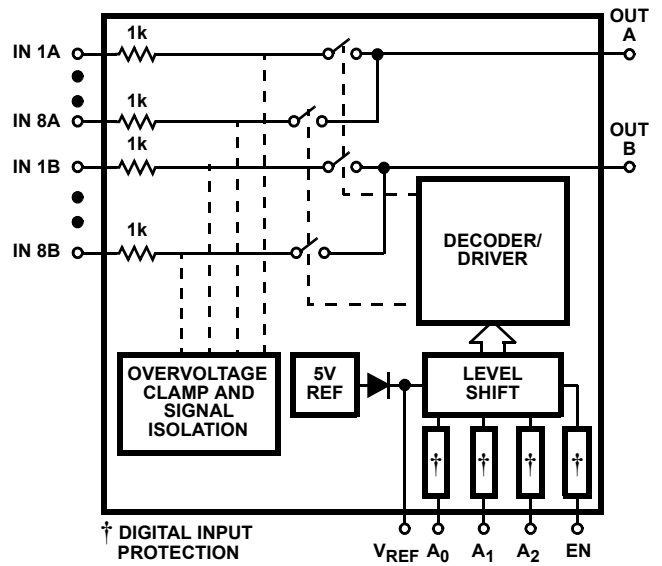 OUT
A
IN 1A
1k
IN 8A
1k
OUT
B
IN 1B
1k
IN 8B
1k
DECODER/
DRIVER
OVERVOLTAGE
CLAMP AND
SIGNAL
ISOLATION
5V
REF
LEVEL
SHIFT
† † † †
† DIGITAL INPUT
PROTECTION
VREF A0 A1 A2 EN